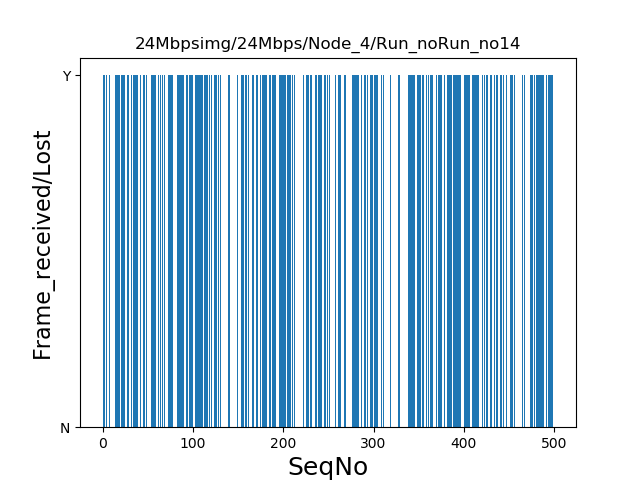 24Mbpsimg/24Mbps/Node_4/Run_noRun_no14
Y
Frame_received/Lost
N
0 100 200 300 400 500
SeqNo